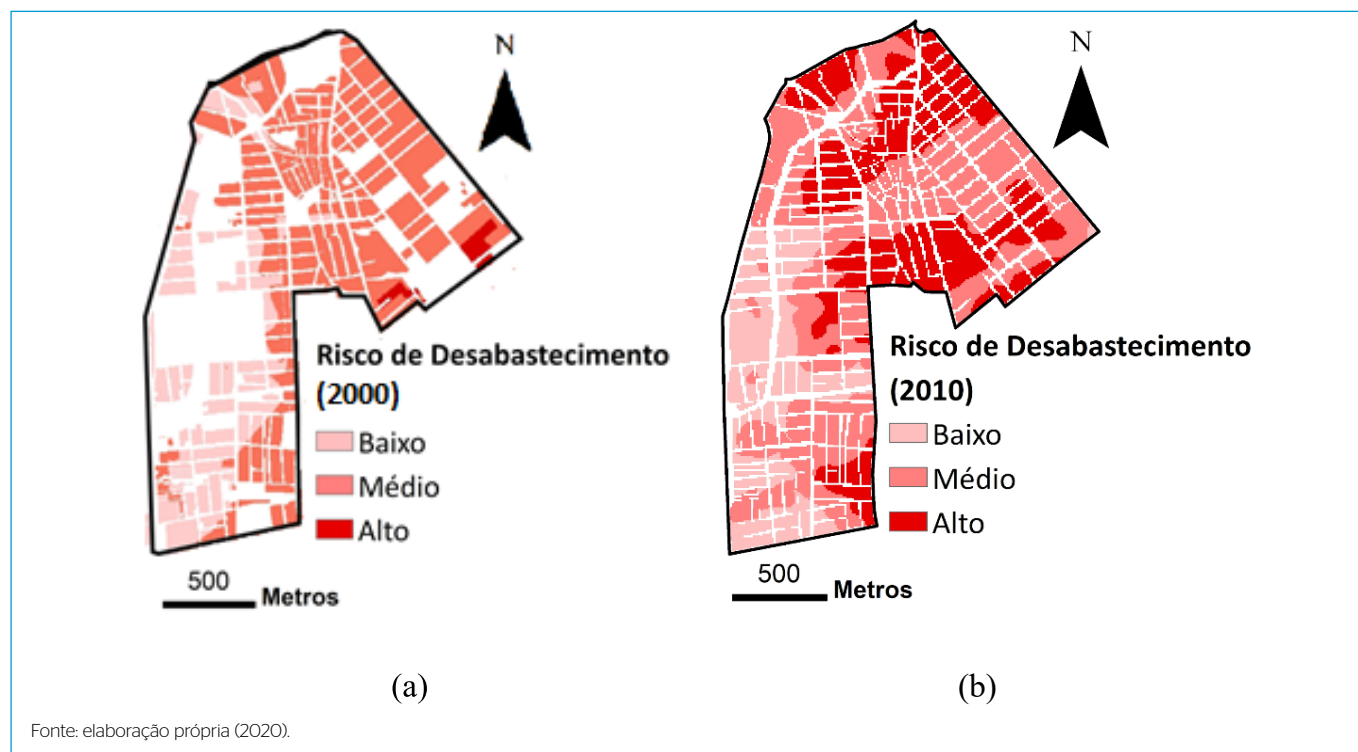 N
Risco de Desabastecimento
(2000)
Baixo
Médio
Alto
500
Metros
(a)
N
Risco de Desabastecimento
(2010)
Baixo
Médio
Alto
500
Metros
(b)
Fonte: elaboração própria (2020).